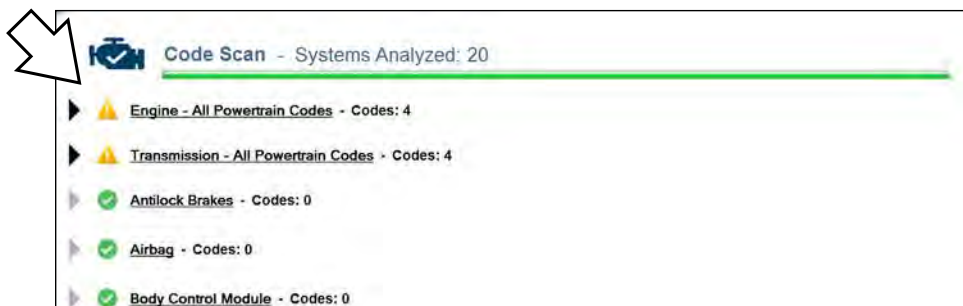 Code Scan - Systems Analyzed: 20
Engine - All Powertrain Codes - Codes: 4
Transmission - All Powertrain Codes - Codes: 4
Antilock Brakes - Codes: 0
Airbag - Codes: 0
Body Control Module - Codes: 0